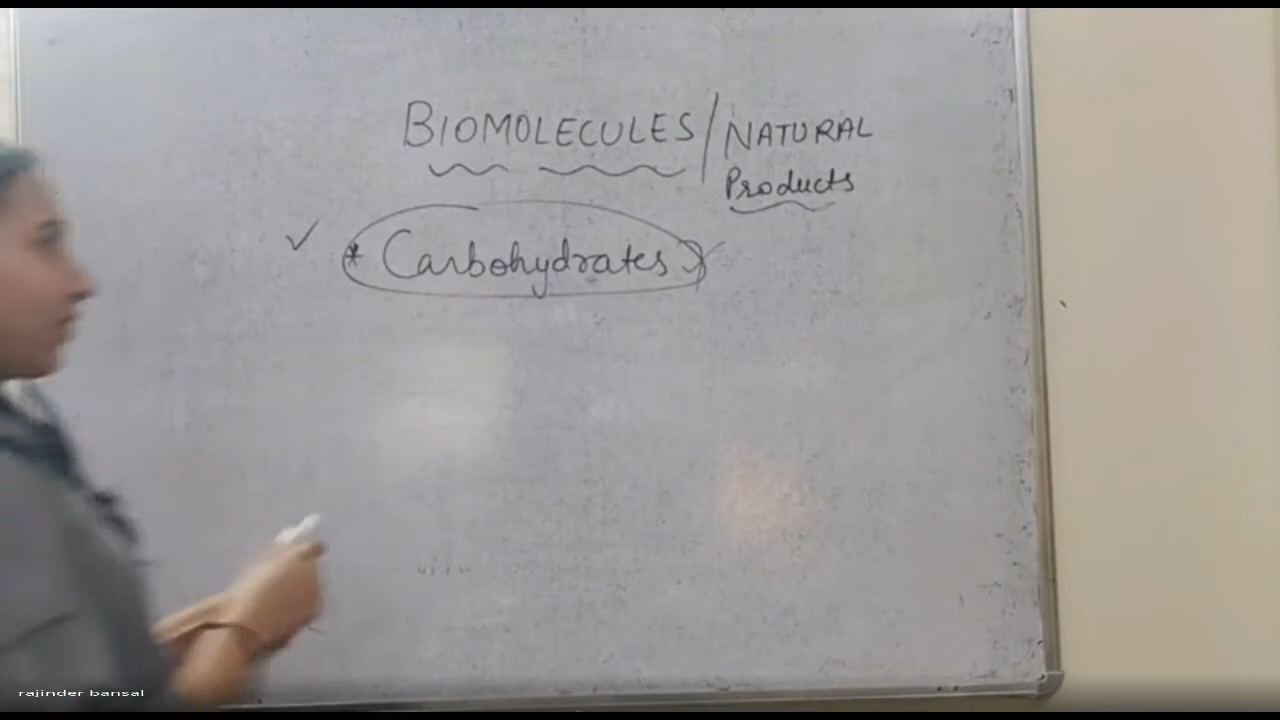 BIOMOLECULES / NATURAL
Products
* Carbohydrates
rajinder bansal